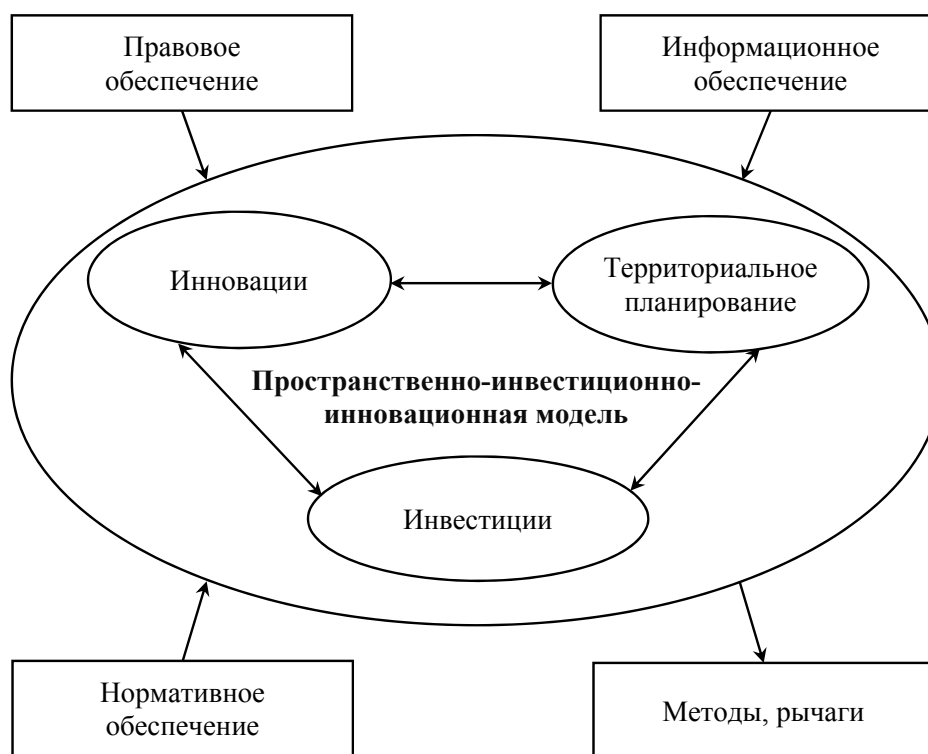 Правовое
обеспечение
Информационное
обеспечение
Инновации
Территориальное
планирование
Пространственно-инвестиционно-
инновационная модель
Инвестиции
Нормативное
обеспечение
Методы, рычаги